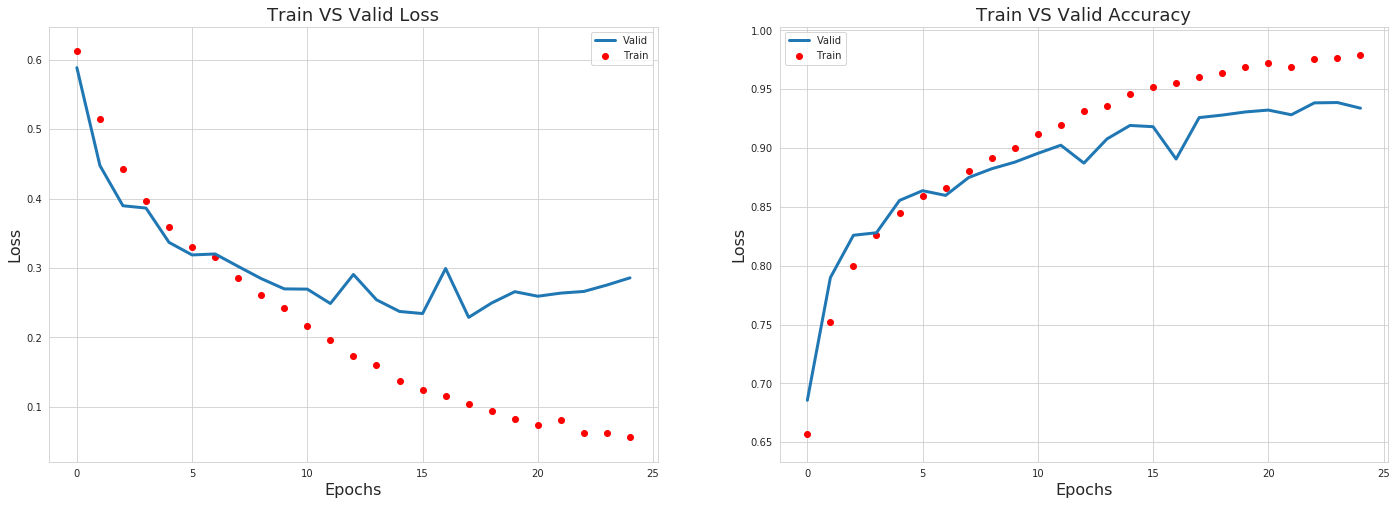 Train VS Valid Loss
Valid
Train
0.6
0.5
0.4
0.3
0.2
0.1
Loss
0 5 10 15 20 25
Epochs
Train VS Valid Accuracy
Valid
Train
1.00
0.95
0.90
0.85
0.80
0.75
0.70
0.65
Loss
0 5 10 15 20 25
Epochs